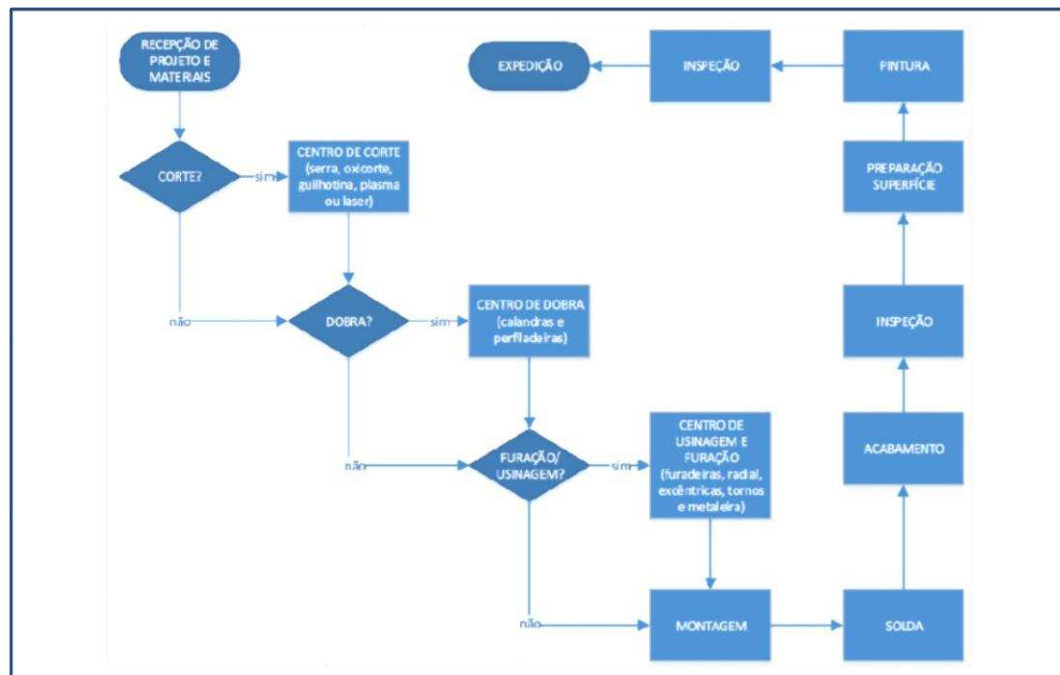 RECEPÇÃO DE
PROJETO E
MATERIAIS
CORTE?
sim
CENTRO DE CORTE
(serra, oxicorte,
guilhotina, plasma
ou laser)
não
DOBRA?
sim
CENTRO DE DOBRA
(calandras e
perfiladeiras)
não
FURAÇÃO/
USINAGEM?
sim
CENTRO DE
USINAGEM E
FURAÇÃO
(furadeiras, radial,
excêntricas, tornos
e metaleira)
não
MONTAGEM
SOLDA
ACABAMENTO
INSPEÇÃO
PREPARAÇÃO
SUPERFÍCIE
PINTURA
INSPEÇÃO
EXPEDIÇÃO